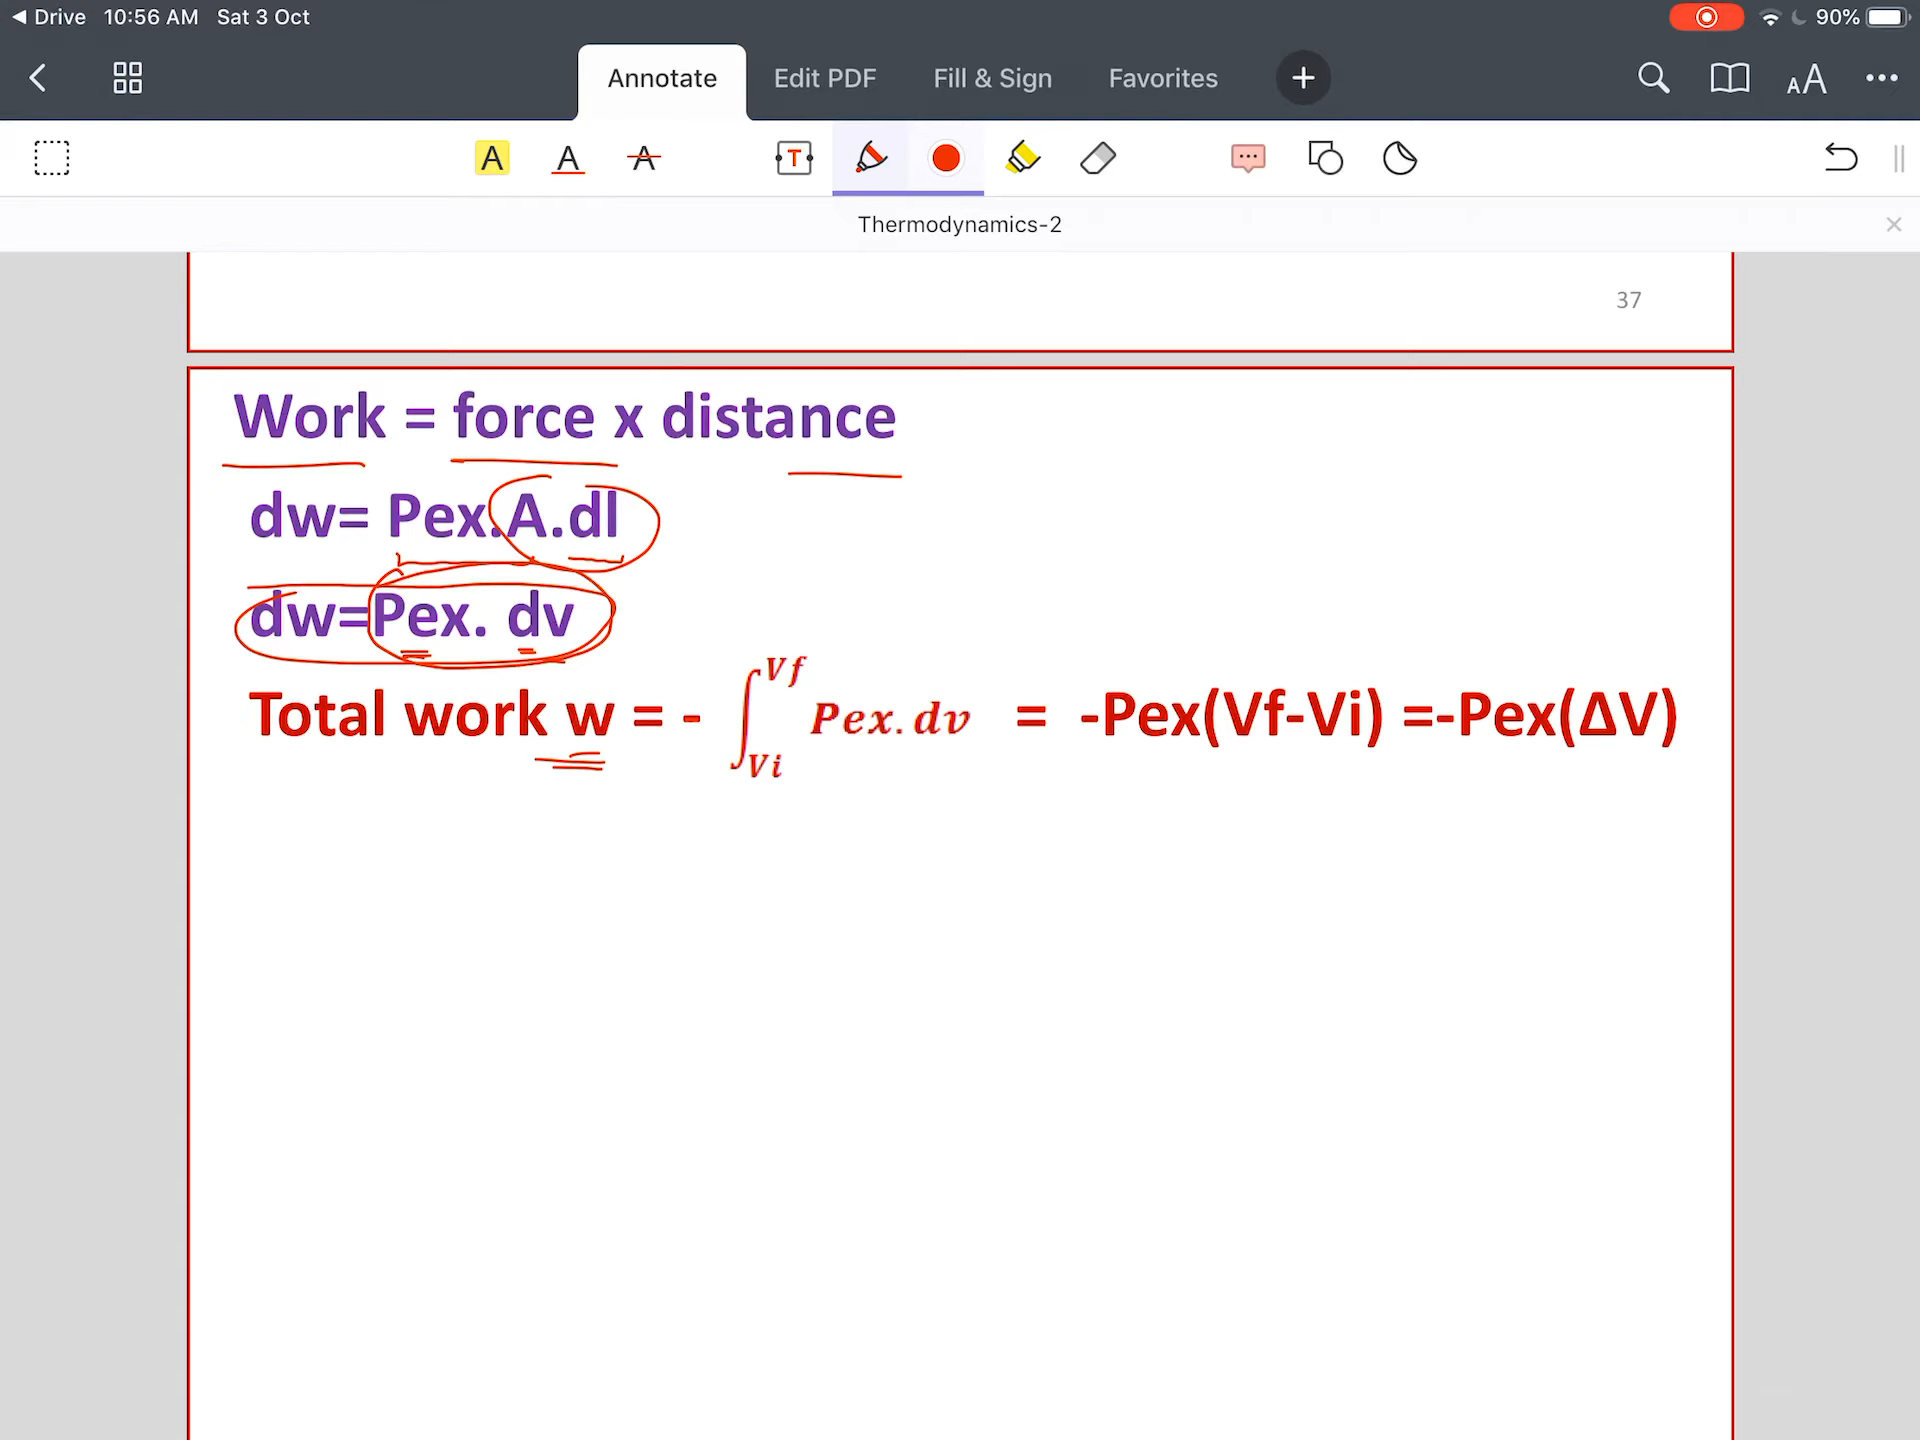 Drive 10:56 AM Sat 3 Oct 90%
Annotate Edit PDF Fill & Sign Favorites + AA
A A A T
Thermodynamics-2
37
Work = force x distance
dw= Pex.A.dl
dw=Pex. dv
Total work w = - ∫ Vf Vi Pex. dv = -Pex(Vf-Vi) =-Pex(ΔV)